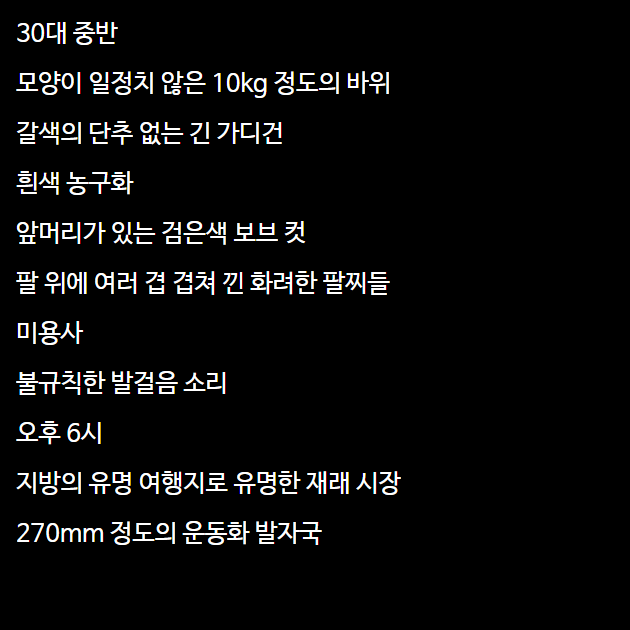 30대 중반
모양이 일정치 않은 10kg 정도의 바위
갈색의 단추 없는 긴 가디건
흰색 농구화
앞머리가 있는 검은색 보브 컷
팔 위에 여러 겹 겹쳐 낀 화려한 팔찌들
미용사
불규칙한 발걸음 소리
오후 6시
지방의 유명 여행지로 유명한 재래 시장
270mm 정도의 운동화 발자국